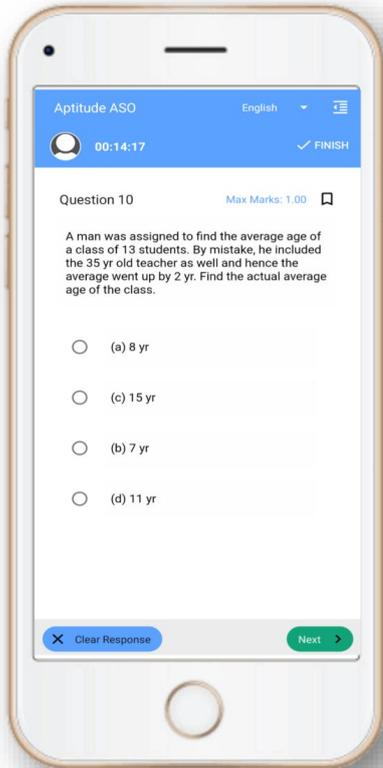 Aptitude ASO English
00:14:17 FINISH
Question 10 Max Marks: 1.00
A man was assigned to find the average age of
a class of 13 students. By mistake, he included
the 35 yr old teacher as well and hence the
average went up by 2 yr. Find the actual average
age of the class.
(a) 8 yr
(c) 15 yr
(b) 7 yr
(d) 11 yr
Clear Response Next